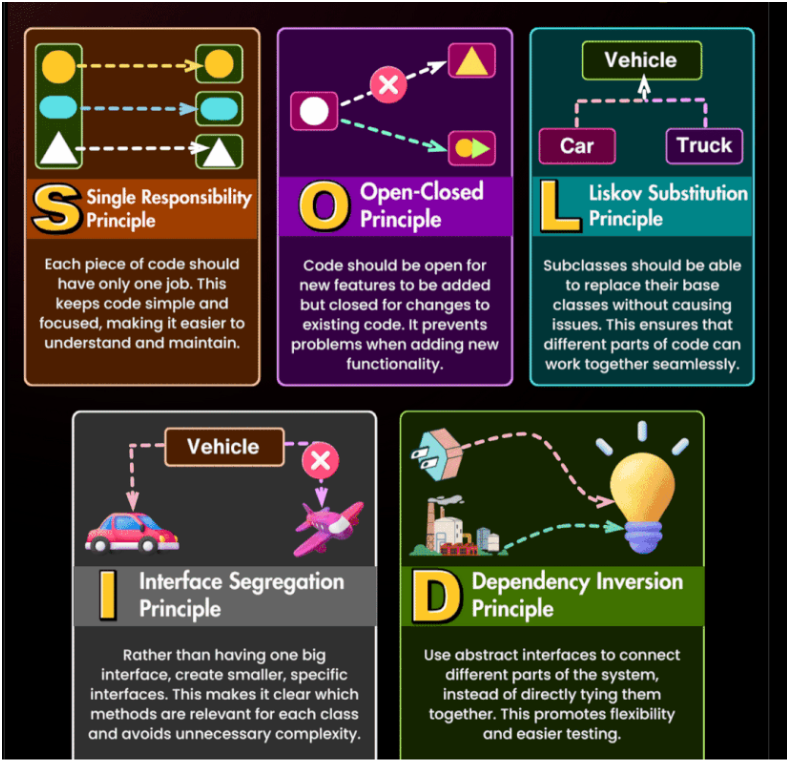 S Single Responsibility
Principle
Each piece of code should
have only one job. This
keeps code simple and
focused, making it easier to
understand and maintain.
O Open-Closed
Principle
Code should be open for
new features to be added
but closed for changes to
existing code. It prevents
problems when adding new
functionality.
Vehicle
Car
Truck
L Liskov Substitution
Principle
Subclasses should be able
to replace their base
classes without causing
issues. This ensures that
different parts of code can
work together seamlessly.
Vehicle
I Interface Segregation
Principle
Rather than having one big
interface, create smaller, specific
interfaces. This makes it clear which
methods are relevant for each class
and avoids unnecessary complexity.
D Dependency Inversion
Principle
Use abstract interfaces to connect
different parts of the system,
instead of directly tying them
together. This promotes flexibility
and easier testing.